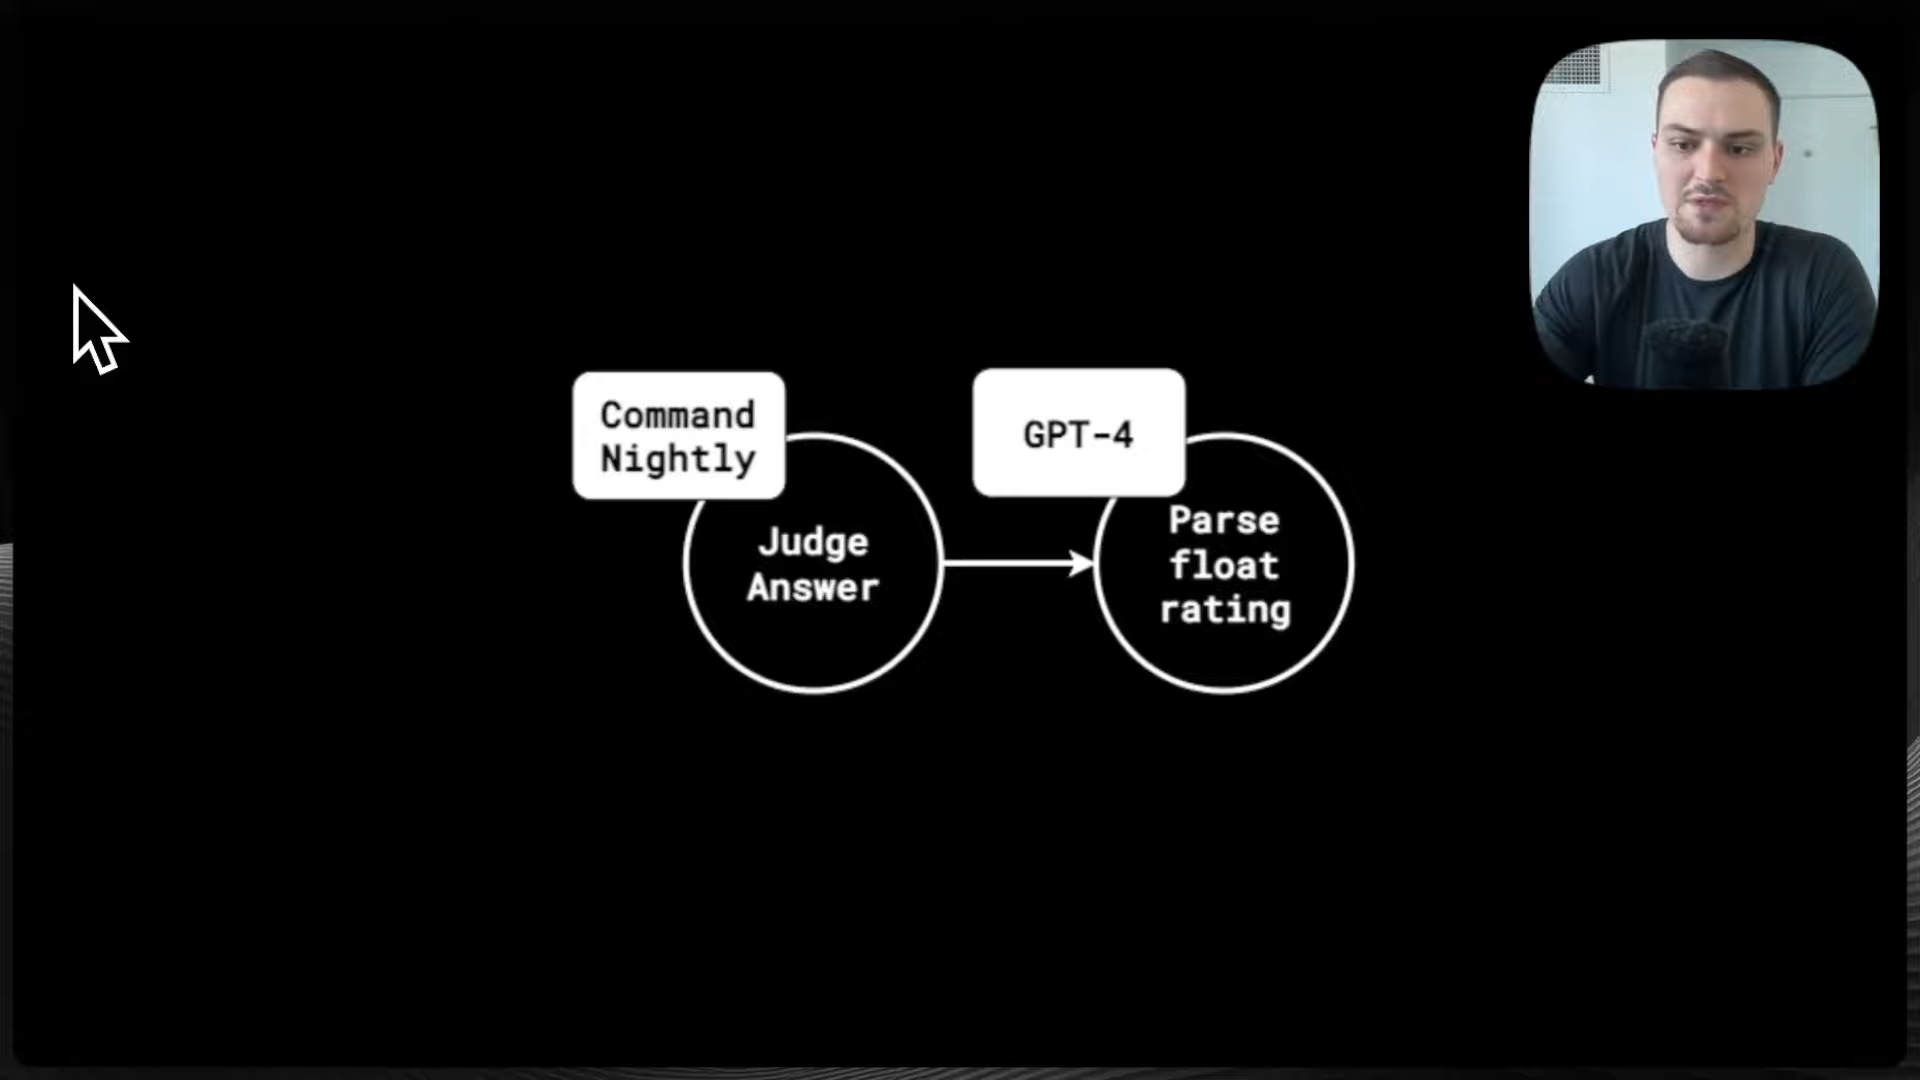 Command
Nightly
Judge
Answer
GPT-4
Parse
float
rating